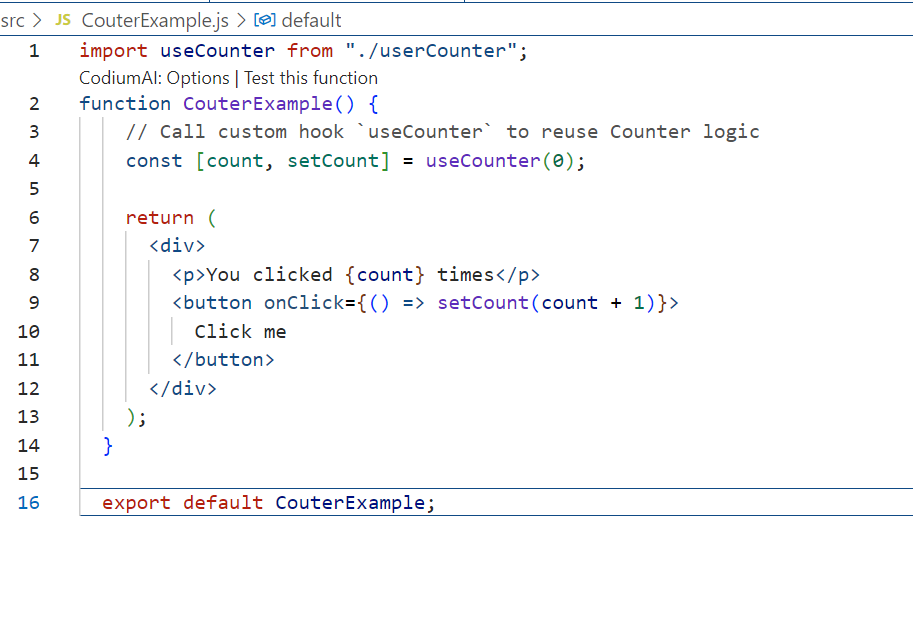 src > JS CouterExample.js > default
1 import useCounter from "./userCounter";
CodiumAI: Options | Test this function
2 function CouterExample() {
3 // Call custom hook `useCounter` to reuse Counter logic
4 const [count, setCount] = useCounter(0);
5
6 return (
7 <div>
8 <p>You clicked {count} times</p>
9 <button onClick={() => setCount(count + 1)}>
10 Click me
11 </button>
12 </div>
13 );
14 }
15
16 export default CouterExample;